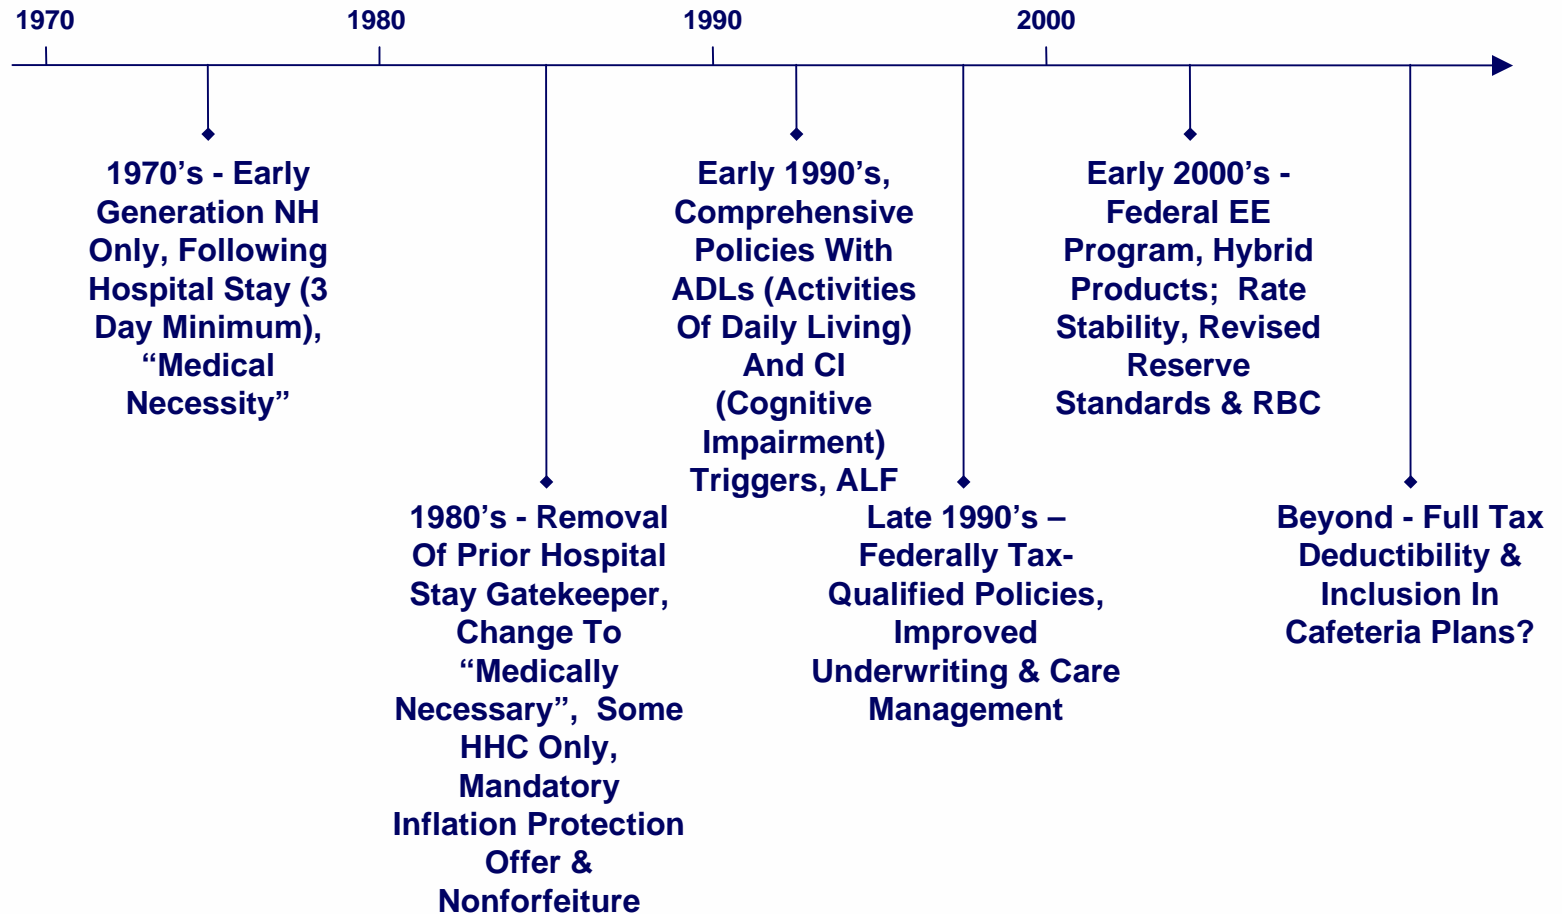 1970
1980
1990
2000
1970’s - Early
Generation NH
Only, Following
Hospital Stay (3
Day Minimum),
“Medical
Necessity”
1980’s - Removal
Of Prior Hospital
Stay Gatekeeper,
Change To
“Medically
Necessary”,  Some
HHC Only,
Mandatory
Inflation Protection
Offer &
Nonforfeiture
Early 1990’s,
Comprehensive
Policies With
ADLs (Activities
Of Daily Living)
And CI
(Cognitive
Impairment)
Triggers, ALF
Late 1990’s –
Federally Tax-
Qualified Policies,
Improved
Underwriting & Care
Management
Early 2000’s -
Federal EE
Program, Hybrid
Products;  Rate
Stability, Revised
Reserve
Standards & RBC
Beyond - Full Tax
Deductibility &
Inclusion In
Cafeteria Plans?